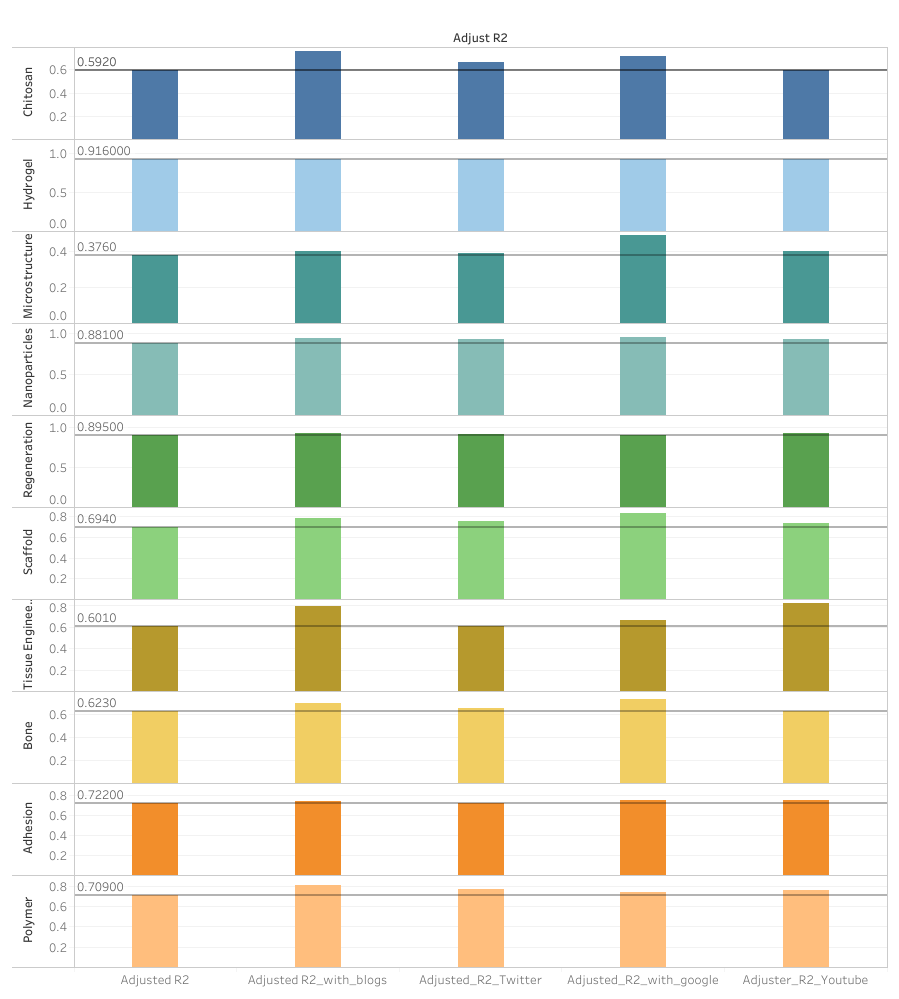 Adjust R2
Chitosan
0.5920
0.6
0.4
0.2
Hydrogel
0.916000
1.0
0.5
0.0
Microstructure
0.3760
0.4
0.2
0.0
Nanoparticles
0.88100
1.0
0.5
0.0
Regeneration
0.89500
1.0
0.5
0.0
Scaffold
0.6940
0.8
0.6
0.4
0.2
Tissue Enginee..
0.6010
0.8
0.6
0.4
0.2
Bone
0.6230
0.6
0.4
0.2
Adhesion
0.72200
0.8
0.6
0.4
0.2
Polymer
0.70900
0.8
0.6
0.4
0.2
Adjusted R2
Adjusted R2_with_blogs
Adjusted_R2_Twitter
Adjusted_R2_with_google
Adjuster_R2_Youtube